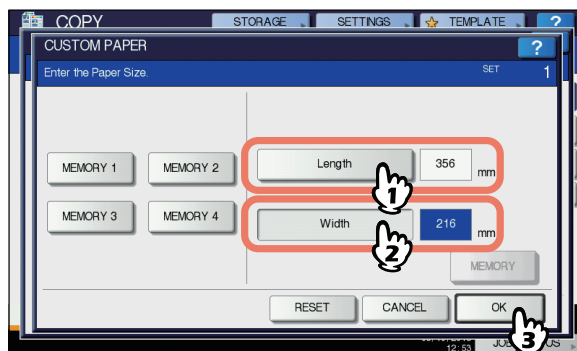 COPY STORAGE SETTINGS TEMPLATE ?
CUSTOM PAPER ?
Enter the Paper Size. SET 1
MEMORY 1 MEMORY 2 Length 356 mm
1
MEMORY 3 MEMORY 4 Width 216 mm
2
MEMORY
RESET CANCEL OK
3
12:53